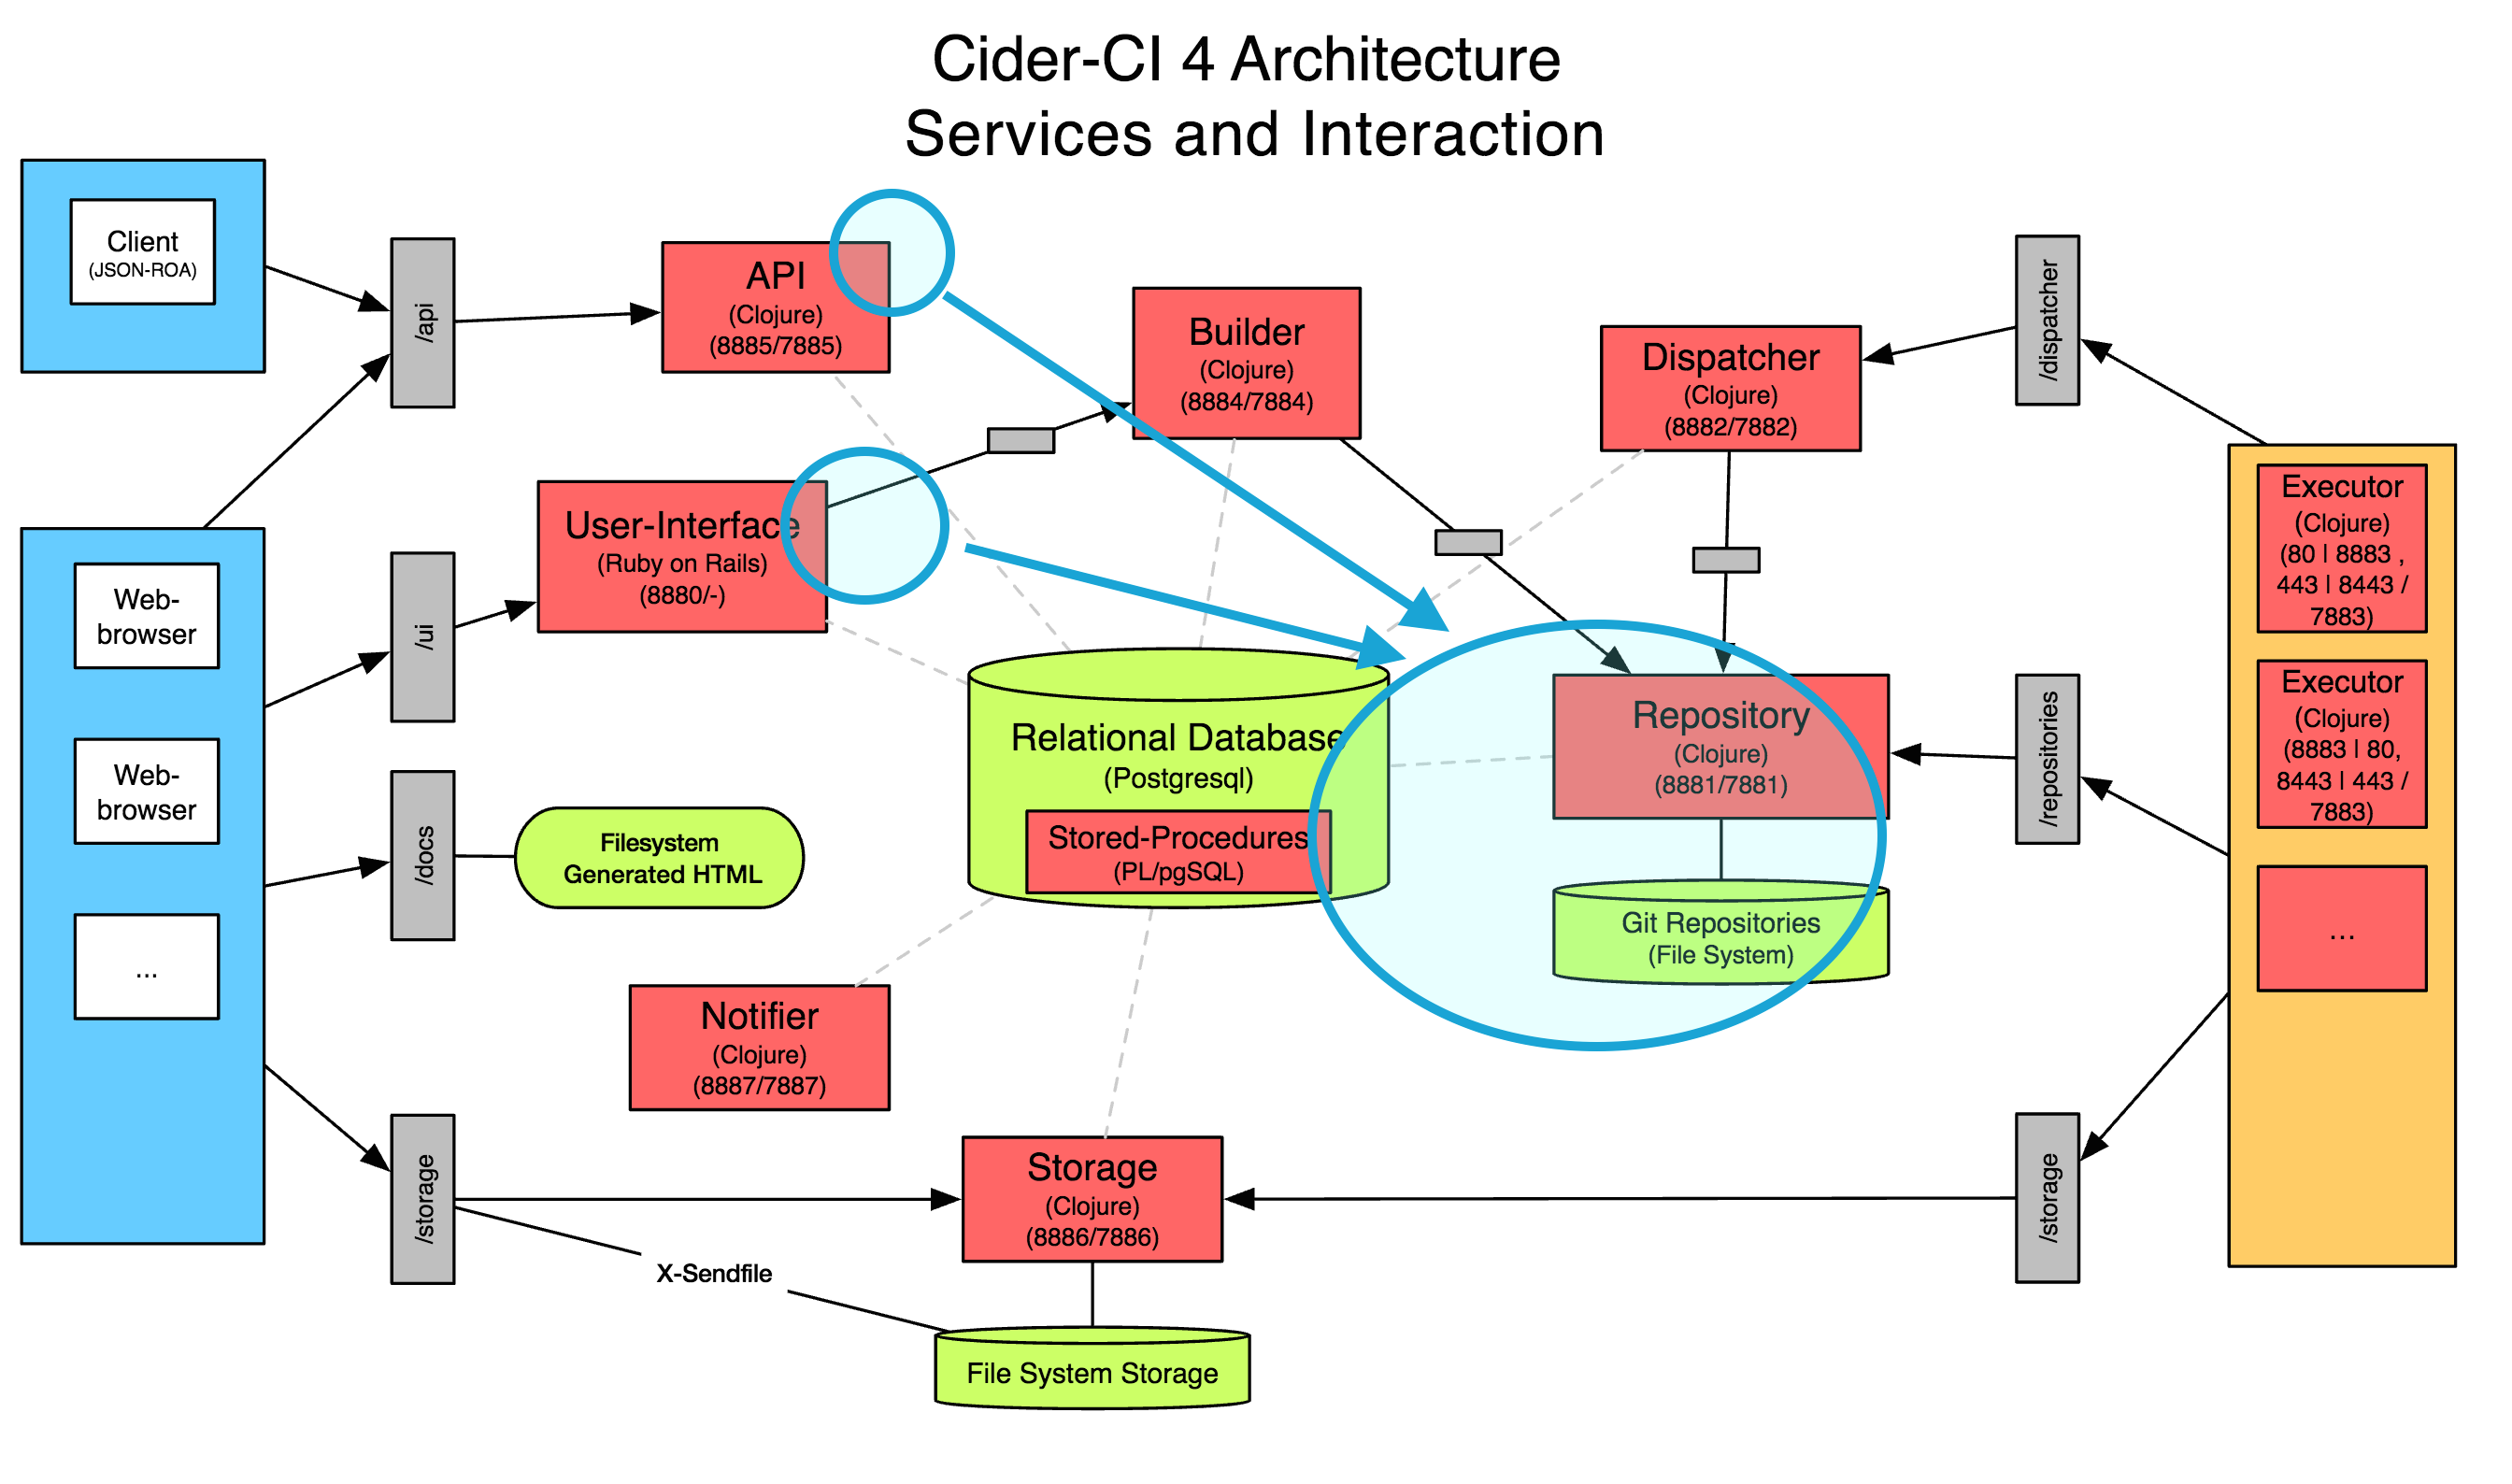 Cider-CI 4 Architecture
Services and Interaction
Client
(JSON-ROA)
/api
API
(Clojure)
(8885/7885)
Builder
(Clojure)
(8884/7884)
Dispatcher
(Clojure)
(8882/7882)
/dispatcher
Web-
browser
Web-
browser
...
/ui
User-Interface
(Ruby on Rails)
(8880/-)
/docs
Filesystem
Generated HTML
Relational Database
(Postgresql)
Stored-Procedures
(PL/pgSQL)
Repository
(Clojure)
(8881/7881)
Git Repositories
(File System)
/repositories
Executor
(Clojure)
(80 | 8883 ,
443 | 8443 /
7883)
Executor
(Clojure)
(8883 | 80,
8443 | 443 /
7883)
...
Notifier
(Clojure)
(8887/7887)
/storage
Storage
(Clojure)
(8886/7886)
/storage
X-Sendfile
File System Storage